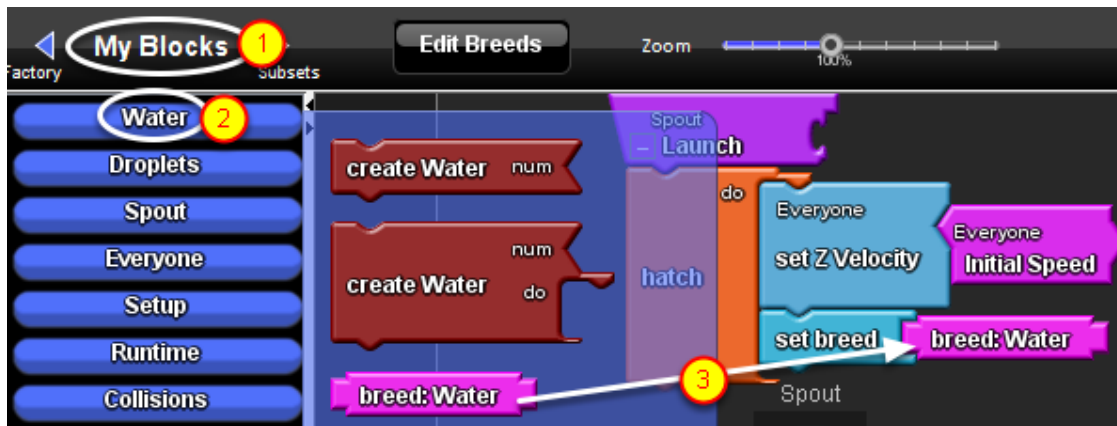 My Blocks
1
Factory
Subsets
Edit Breeds
Zoom
100%
Water
2
Droplets
Spout
Everyone
Setup
Runtime
Collisions
create Water num
create Water
num
do
breed: Water
3
Spout
Launch
hatch
do
Everyone
set Z Velocity
Everyone
Initial Speed
set breed
breed: Water
Spout